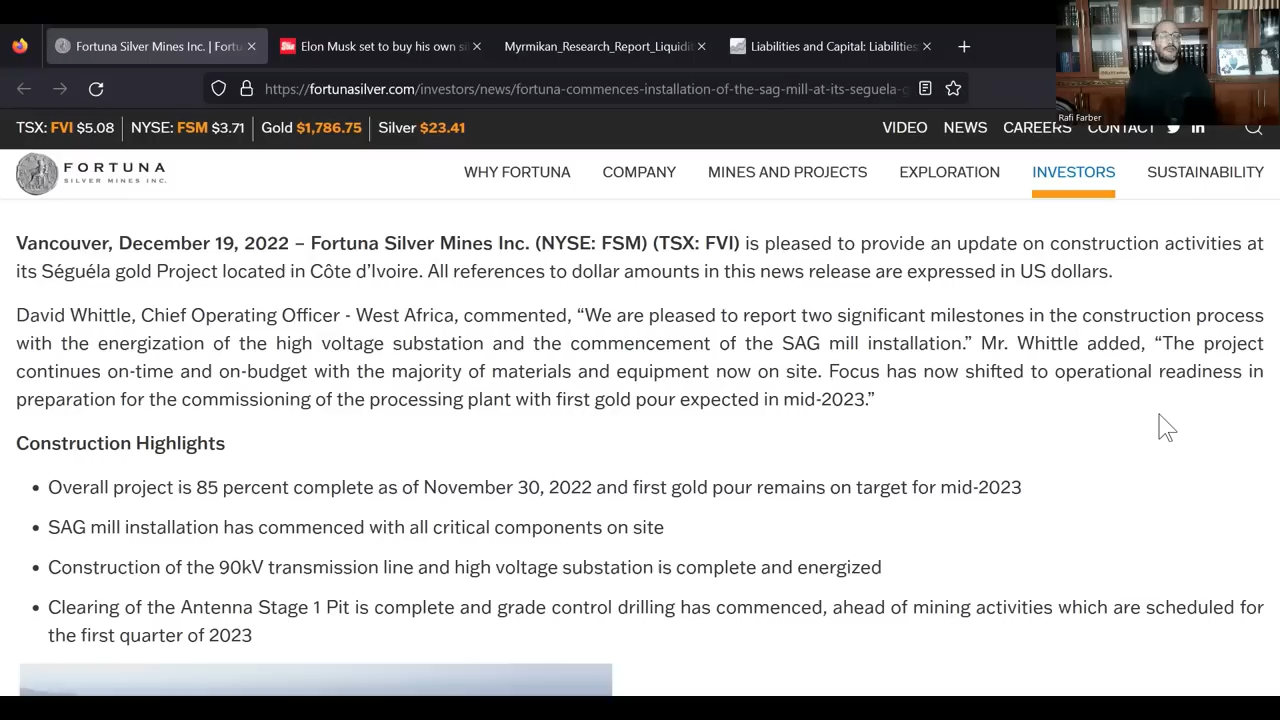 Fortuna Silver Mines Inc. | Fortu
Elon Musk set to buy his own s
Myrmikan_Research_Report_Liquidit
Liabilities and Capital: Liabilities
Rafi Farber
https://fortunasilver.com/investors/news/fortuna-commences-installation-of-the-sag-mill-at-its-seguela-g
TSX: FVI $5.08 NYSE: FSM $3.71 Gold $1,786.75 Silver $23.41
VIDEO NEWS CAREERS CONTACT
FORTUNA
SILVER MINES INC.
WHY FORTUNA COMPANY MINES AND PROJECTS EXPLORATION INVESTORS SUSTAINABILITY
Vancouver, December 19, 2022 – Fortuna Silver Mines Inc. (NYSE: FSM) (TSX: FVI) is pleased to provide an update on construction activities at
its Séguéla gold Project located in Côte d’Ivoire. All references to dollar amounts in this news release are expressed in US dollars.
David Whittle, Chief Operating Officer - West Africa, commented, “We are pleased to report two significant milestones in the construction process
with the energization of the high voltage substation and the commencement of the SAG mill installation.” Mr. Whittle added, “The project
continues on-time and on-budget with the majority of materials and equipment now on site. Focus has now shifted to operational readiness in
preparation for the commissioning of the processing plant with first gold pour expected in mid-2023.”
Construction Highlights
• Overall project is 85 percent complete as of November 30, 2022 and first gold pour remains on target for mid-2023
• SAG mill installation has commenced with all critical components on site
• Construction of the 90kV transmission line and high voltage substation is complete and energized
• Clearing of the Antenna Stage 1 Pit is complete and grade control drilling has commenced, ahead of mining activities which are scheduled for
the first quarter of 2023